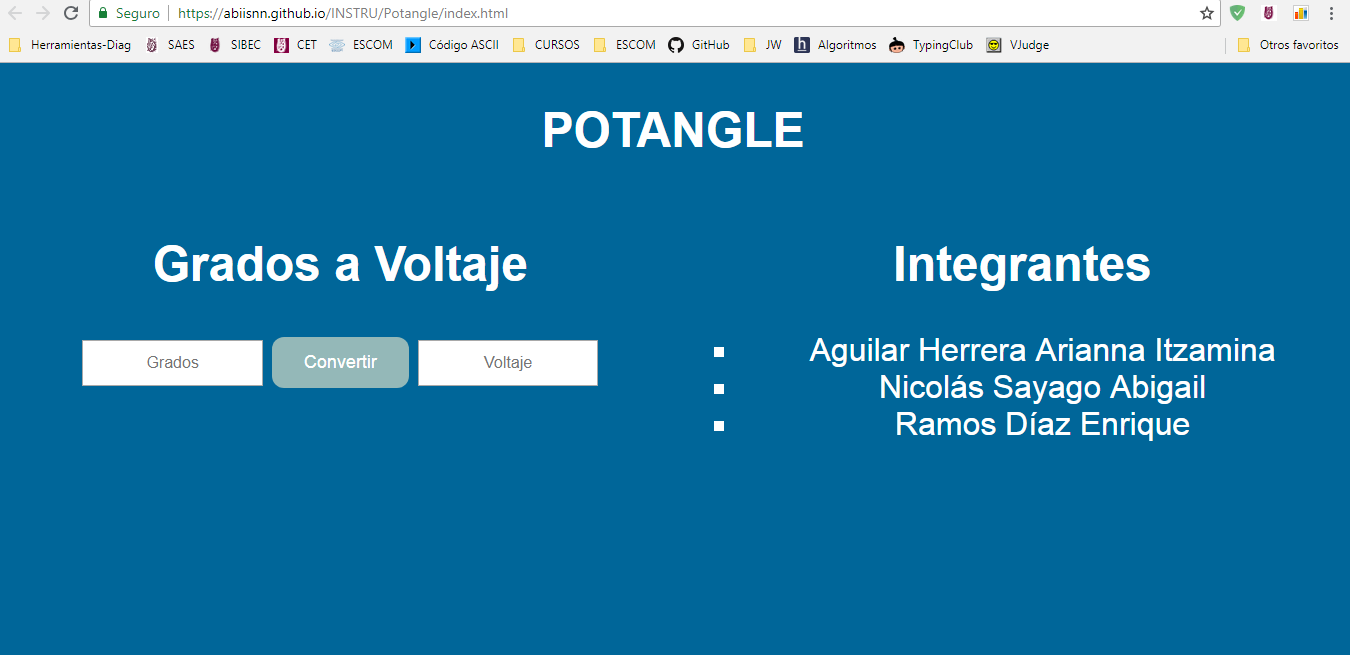 Seguro https://abiisnn.github.io/INSTRU/Potangle/index.html
Herramientas-Diag SAES SIBEC CET ESCOM Código ASCII CURSOS ESCOM GitHub JW h Algoritmos TypingClub VJudge Otros favoritos
POTANGLE
Grados a Voltaje
Grados Convertir Voltaje
Integrantes
Aguilar Herrera Arianna Itzamina
Nicolás Sayago Abigail
Ramos Díaz Enrique